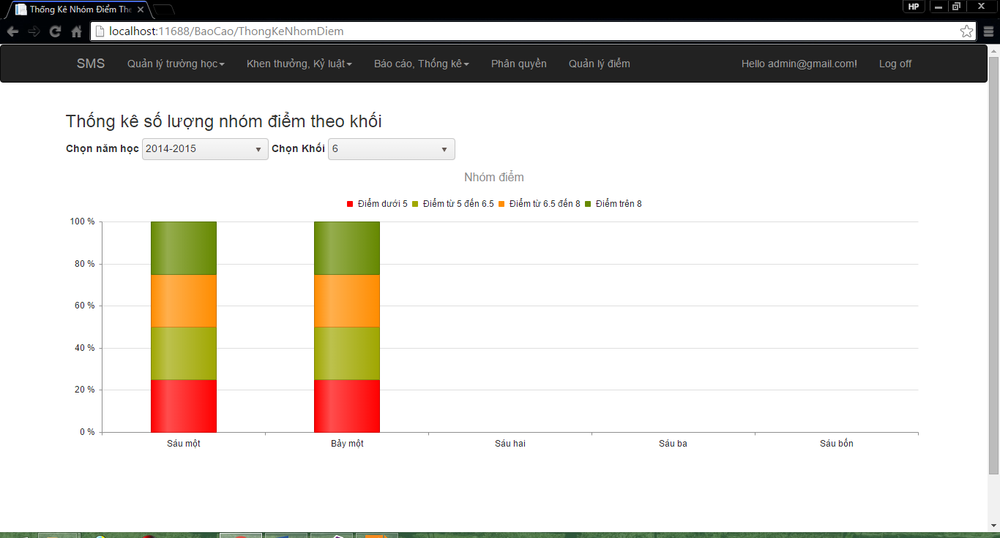 Thống Kê Nhóm Điểm The
HP
localhost:11688/BaoCao/ThongKeNhomDiem
SMS Quản lý trường học Khen thưởng, Kỷ luật Báo cáo, Thống kê Phân quyền Quản lý điểm Hello admin@gmail.com! Log off
Thống kê số lượng nhóm điểm theo khối
Chọn năm học 2014-2015 Chọn Khối 6
Nhóm điểm
Điểm dưới 5 Điểm từ 5 đến 6.5 Điểm từ 6.5 đến 8 Điểm trên 8
100 %
80 %
60 %
40 %
20 %
0 %
Sáu một Bảy một Sáu hai Sáu ba Sáu bốn